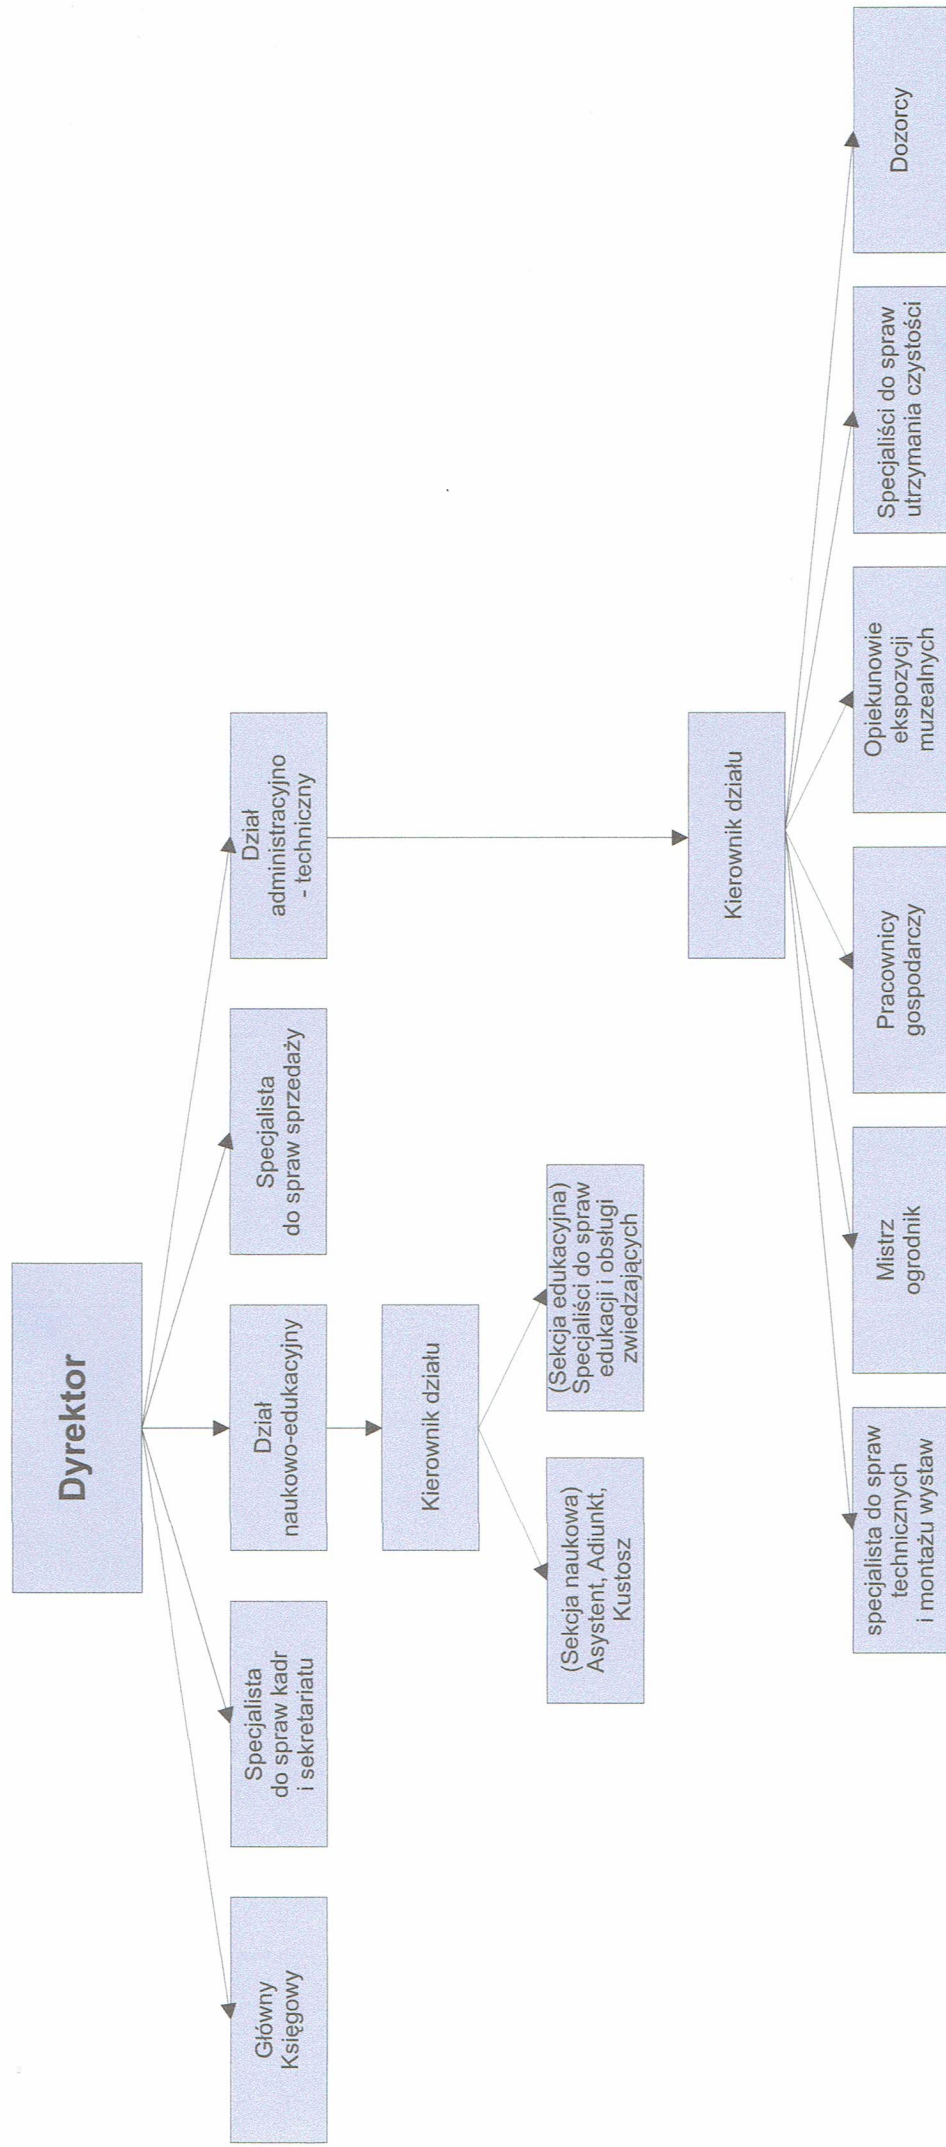 Dyrektor
Główny
Księgowy
Specjalista
do spraw kadr
i sekretariatu
Dział
naukowo-edukacyjny
Specjalista
do spraw sprzedaży
Dział
administracyjno
- techniczny
Kierownik działu
(Sekcja naukowa)
Asystent, Adiunkt,
Kustosz
(Sekcja edukacyjna)
Specjaliści do spraw
edukacji i obsługi
zwiedzających
Kierownik działu
specjalista do spraw
technicznych
i montażu wystaw
Mistrz
ogrodnik
Pracownicy
gospodarczy
Opiekunowie
ekspozycji
muzealnych
Specjaliści do spraw
utrzymania czystości
Dozorcy